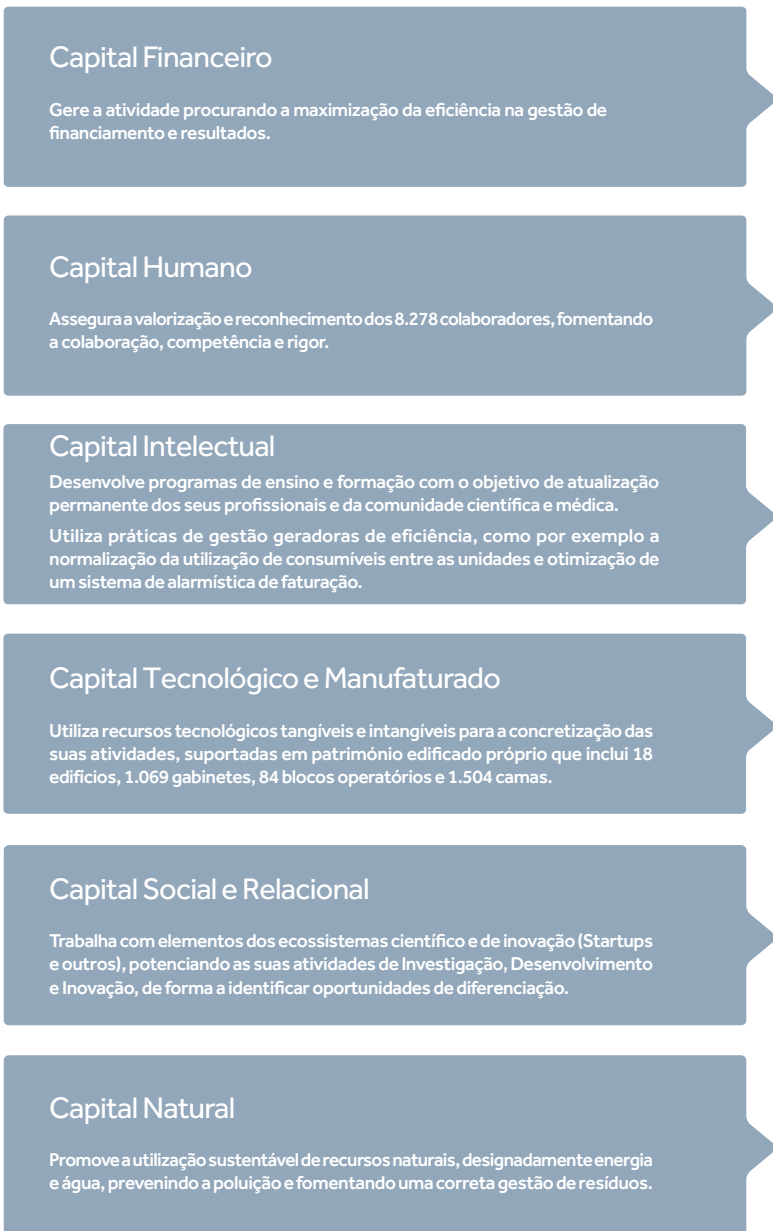 Capital Financeiro
Gere a atividade procurando a maximização da eficiência na gestão de
financiamento e resultados.
Capital Humano
Assegura a valorização e reconhecimento dos 8.278 colaboradores, fomentando
a colaboração, competência e rigor.
Capital Intelectual
Desenvolve programas de ensino e formação com o objetivo de atualização
permanente dos seus profissionais e da comunidade científica e médica.
Utiliza práticas de gestão geradoras de eficiência, como por exemplo a
normalização da utilização de consumíveis entre as unidades e otimização de
um sistema de alarmística de faturação.
Capital Tecnológico e Manufaturado
Utiliza recursos tecnológicos tangíveis e intangíveis para a concretização das
suas atividades, suportadas em património edificado próprio que inclui 18
edifícios, 1.069 gabinetes, 84 blocos operatórios e 1.504 camas.
Capital Social e Relacional
Trabalha com elementos dos ecossistemas científico e de inovação (Startups
e outros), potenciando as suas atividades de Investigação, Desenvolvimento
e Inovação, de forma a identificar oportunidades de diferenciação.
Capital Natural
Promove a utilização sustentável de recursos naturais, designadamente energia
e água, prevenindo a poluição e fomentando uma correta gestão de resíduos.